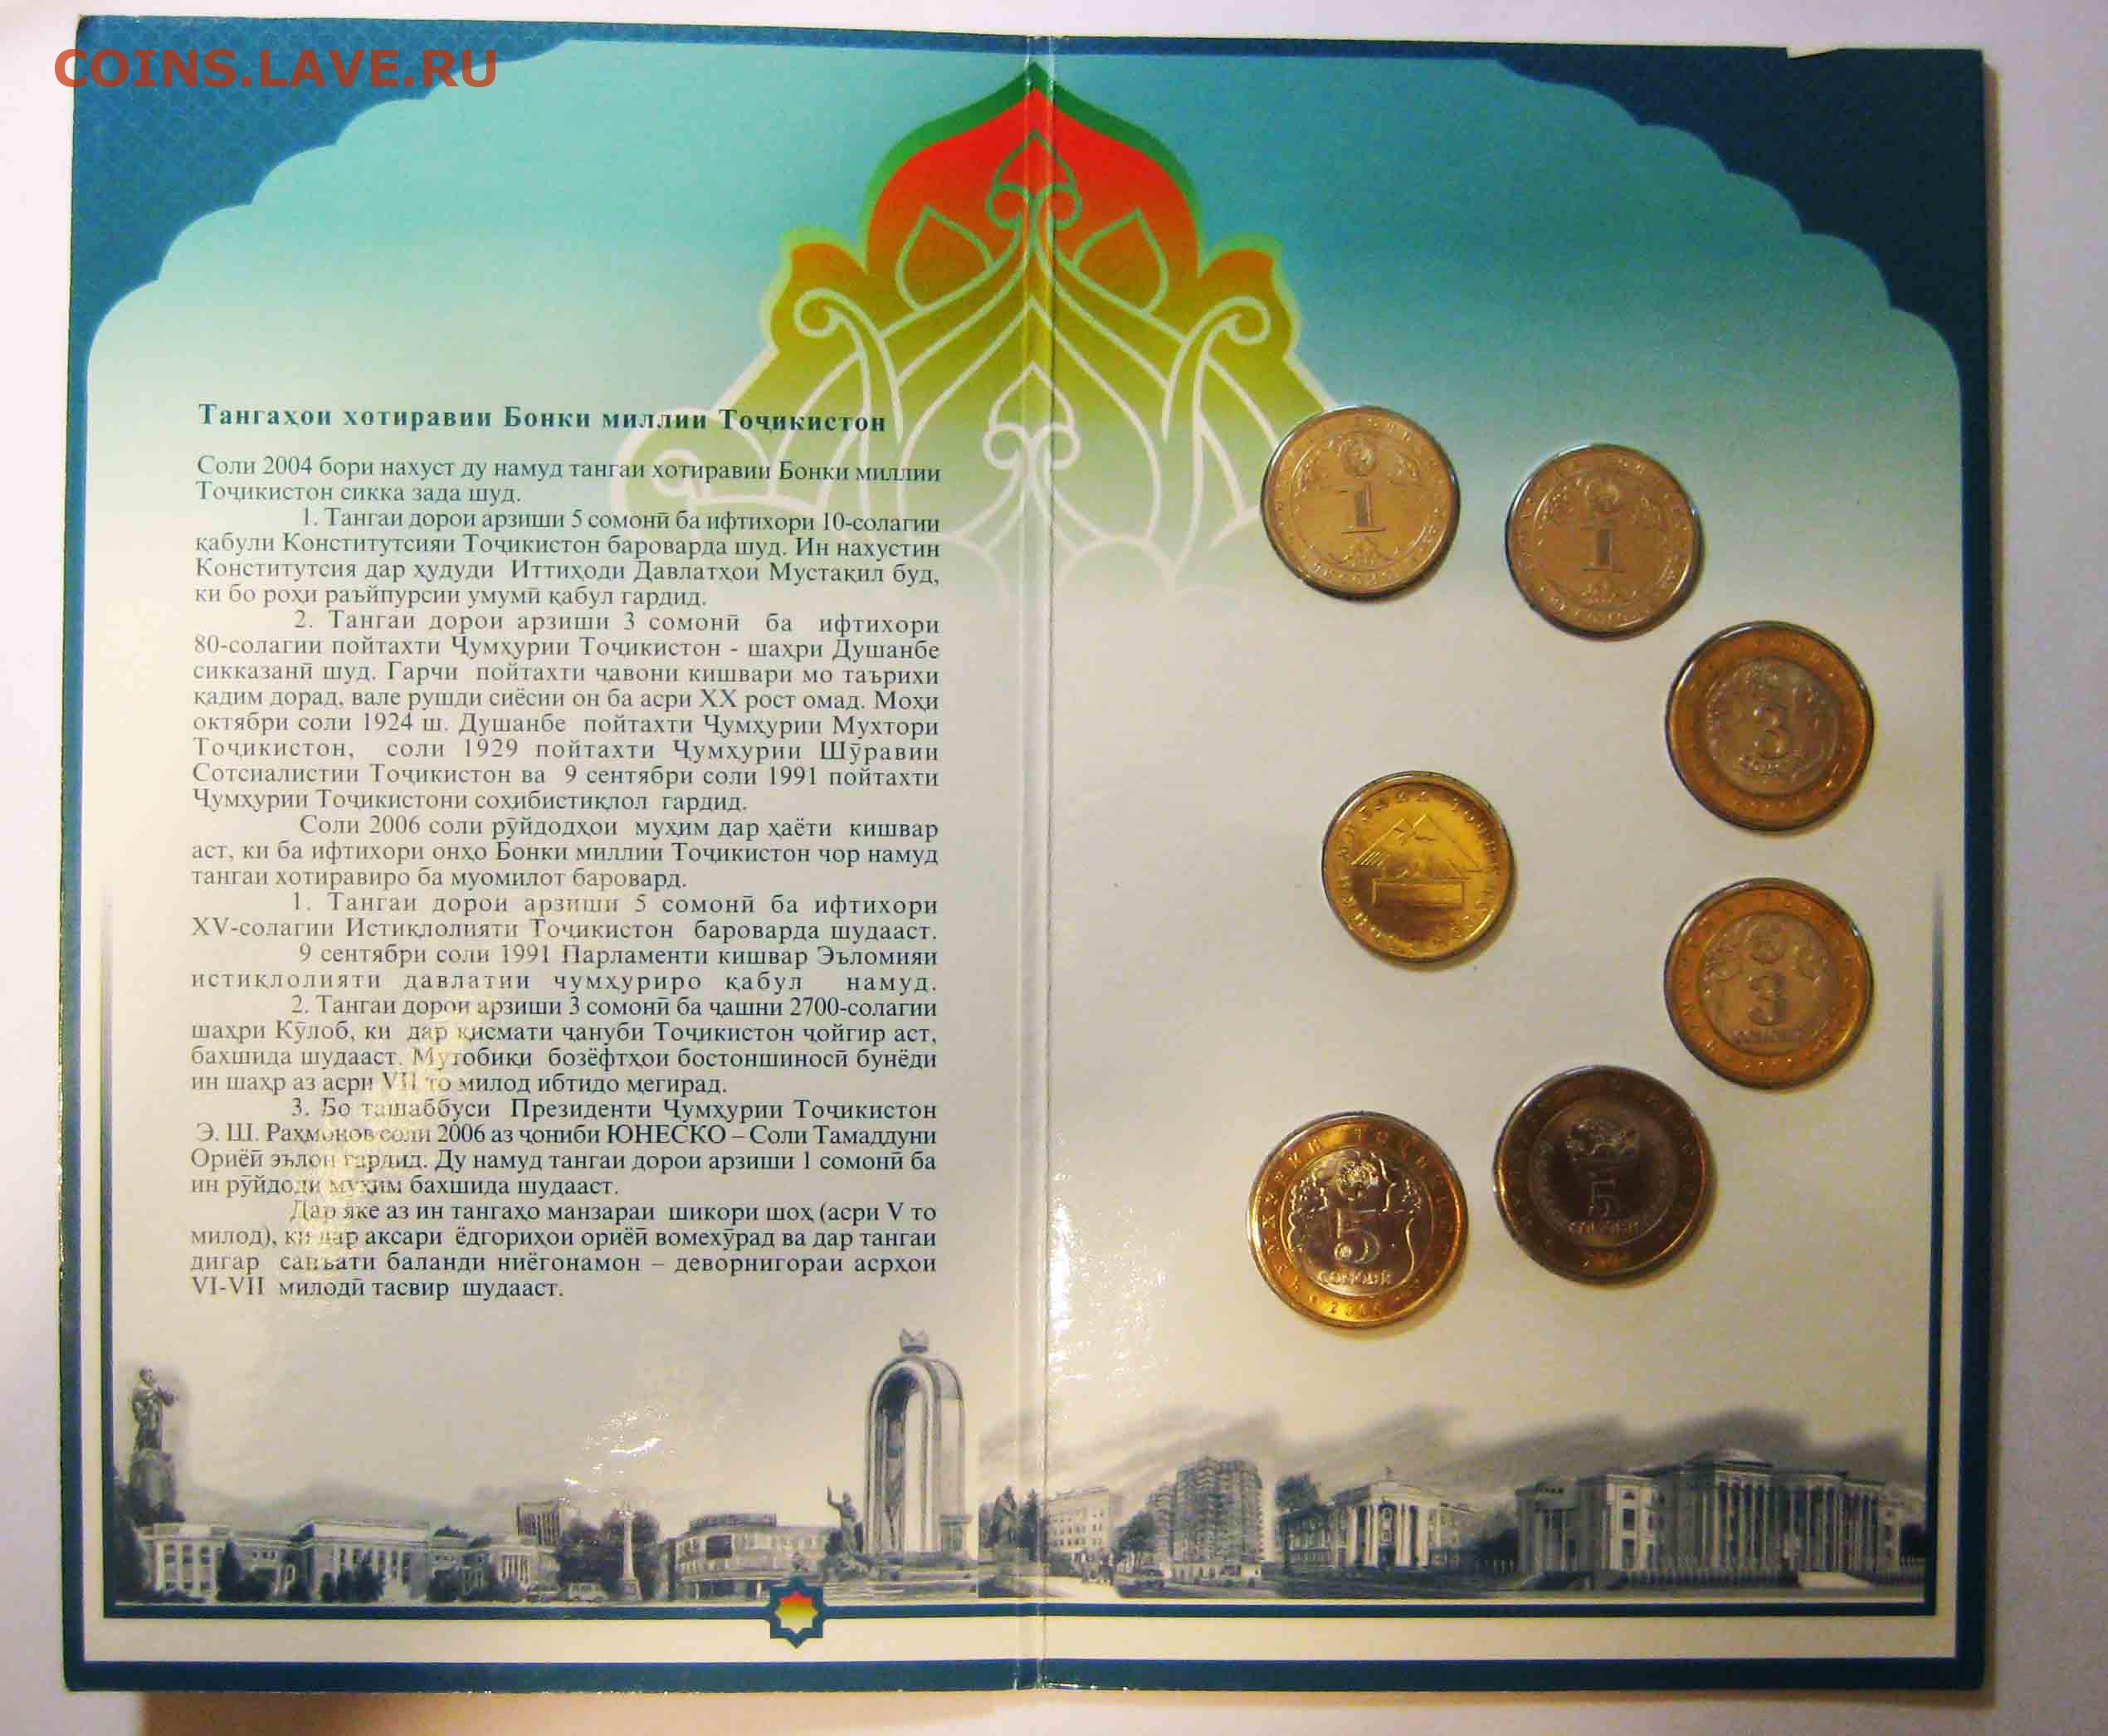 COINS.LAVE.RU
Тангаҳои хотиравии Бонки миллии Тоҷикистон
Соли 2004 бори нахуст ду намуд тангаи хотиравии Бонки миллии
Тоҷикистон сикка зада шуд.
1. Тангаи дорои арзиши 5 сомонӣ ба ифтихори 10-солагии
қабули Конститутсияи Тоҷикистон бароварда шуд. Ин нахустин
Конститутсия дар ҳудуди Иттиҳоди Давлатҳои Мустақил буд,
ки бо роҳи раъйпурсии умумӣ қабул гардид.
2. Тангаи дорои арзиши 3 сомонӣ ба ифтихори
80-солагии пойтахти Ҷумҳурии Тоҷикистон - шаҳри Душанбе
сикказанӣ шуд. Гарчи пойтахти ҷавони кишвари мо таърихи
қадим дорад, вале рушди сиёсии он ба асри XX рост омад. Моҳи
октябри соли 1924 ш. Душанбе пойтахти Ҷумҳурии Мухтори
Тоҷикистон, соли 1929 пойтахти Ҷумҳурии Шӯравии
Сотсиалистии Тоҷикистон ва 9 сентябри соли 1991 пойтахти
Ҷумҳурии Тоҷикистони соҳибистиқлол гардид.
Соли 2006 соли рӯйдодҳои муҳим дар ҳаёти кишвар
аст, ки ба ифтихори онҳо Бонки миллии Тоҷикистон чор намуд
тангаи хотиравиро ба муомилот баровард.
1. Тангаи дорои арзиши 5 сомонӣ ба ифтихори
XV-солагии Истиқлолияти Тоҷикистон бароварда шудааст.
9 сентябри соли 1991 Парламенти кишвар Эъломияи
истиқлолияти давлатии ҷумҳуриро қабул намуд.
2. Тангаи дорои арзиши 3 сомонӣ ба ҷашни 2700-солагии
шаҳри Кӯлоб, ки дар қисмати ҷануби Тоҷикистон ҷойгир аст,
бахшида шудааст. Мутобиқи бозёфтҳои бостоншиносӣ бунёди
ин шаҳр аз асри VII то милод ибтидо мегирад.
3. Бо ташаббуси Президенти Ҷумҳурии Тоҷикистон
Э. Ш. Раҳмонов соли 2006 аз ҷониби ЮНЕСКО – Соли Тамаддуни
Ориёӣ эълон гардид. Ду намуд тангаи дорои арзиши 1 сомонӣ ба
ин рӯйдоди муҳим бахшида шудааст.
Дар яке аз ин тангаҳо манзараи шикори шоҳ (асри V то
милод), ки дар аксари ёдгориҳои ориёӣ вомехӯрад ва дар тангаи
дигар санъати баланди ниёгонамон – деворнигораи асрҳои
VI-VII милодӣ тасвир шудааст.
1
1
3
3
5
СОМОНӢ
5
СОМОНӢ